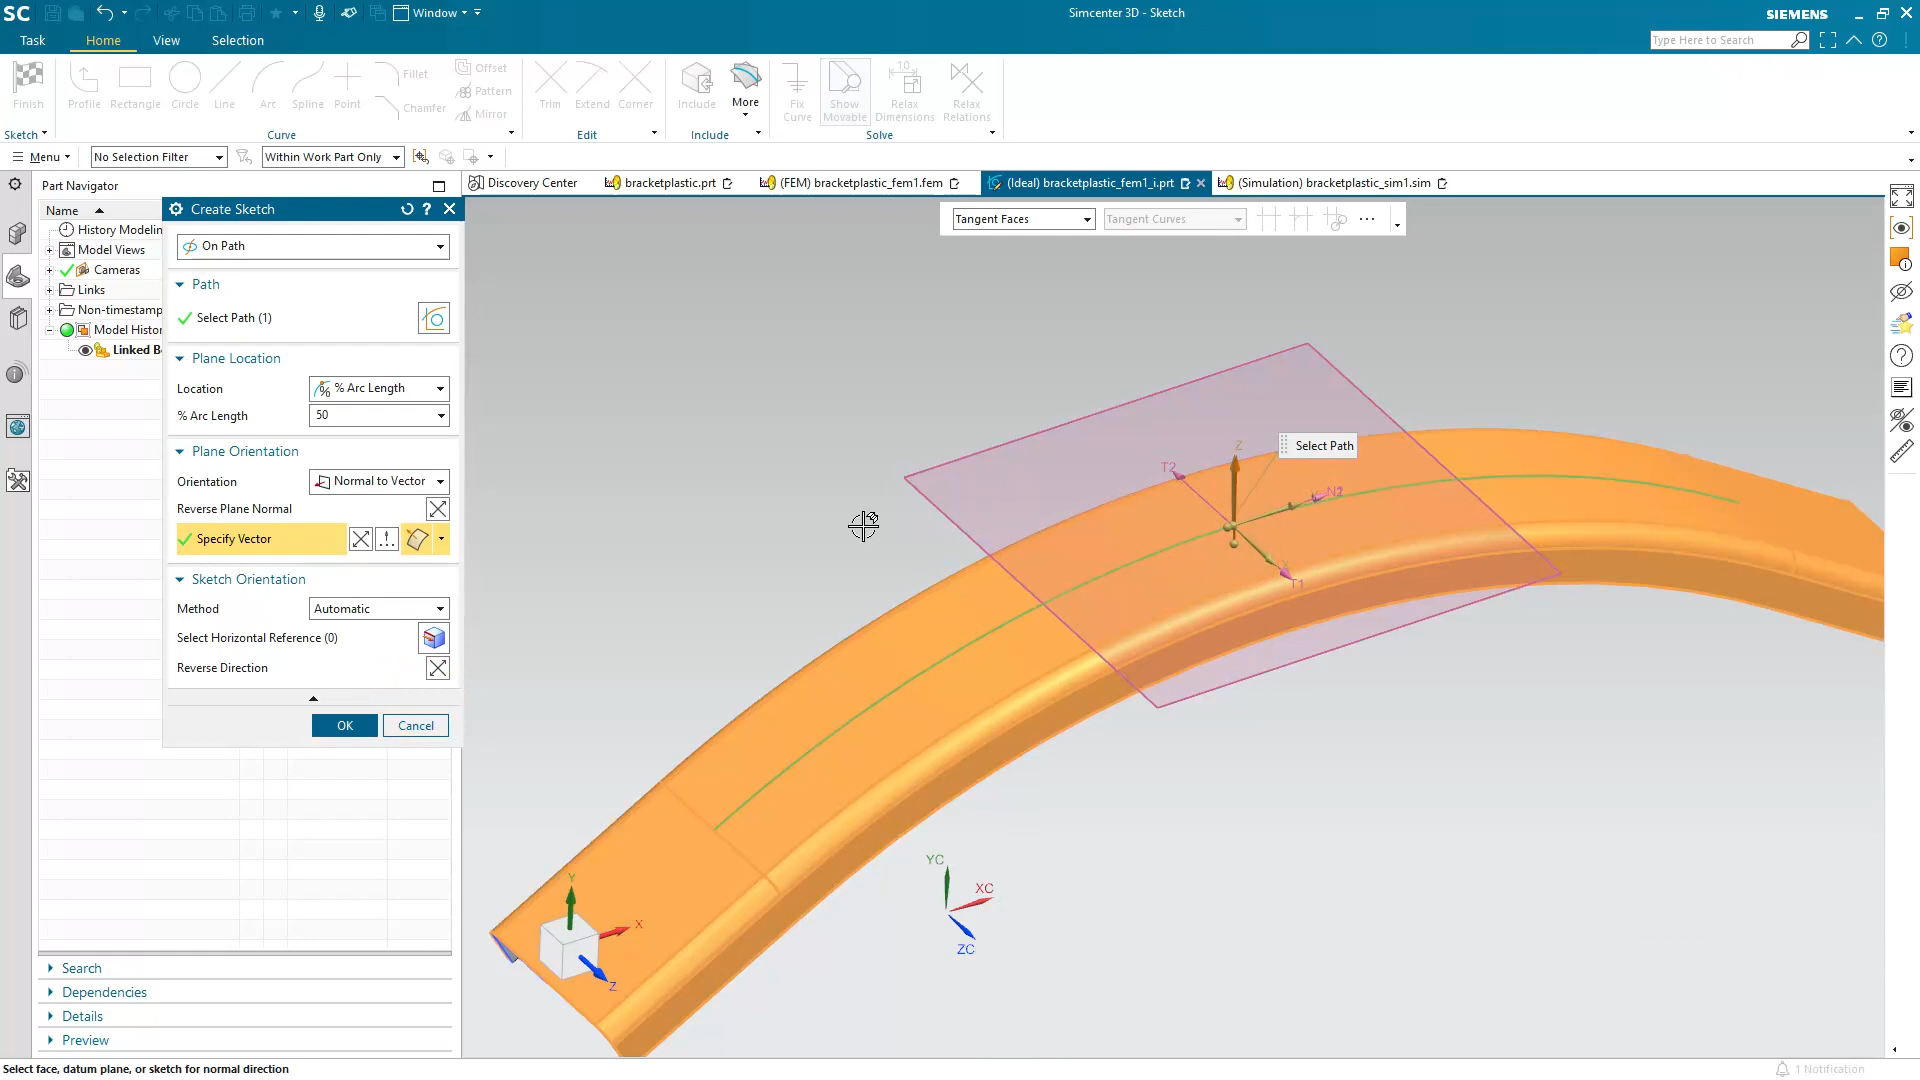 SC
Window
Simcenter 3D - Sketch
SIEMENS
Task
Home
View
Selection
Type Here to Search
Finish
Profile
Rectangle
Circle
Line
Arc
Spline
Point
Fillet
Chamfer
Offset
Pattern
Mirror
Trim
Extend
Corner
Include
More
Fix
Curve
Show
Movable
1.0
Relax
Dimensions
Relax
Relations
Sketch
Curve
Edit
Include
Solve
Menu
No Selection Filter
Within Work Part Only
Part Navigator
Discovery Center
bracketplastic.prt
(FEM) bracketplastic_fem1.fem
(Ideal) bracketplastic_fem1_i.prt
(Simulation) bracketplastic_sim1.sim
Name
History Modelin
Model Views
Cameras
Links
Non-timestamp
Model Histor
Linked B
Create Sketch
On Path
Path
Select Path (1)
Plane Location
Location
% Arc Length
% Arc Length
50
Plane Orientation
Orientation
Normal to Vector
Reverse Plane Normal
Specify Vector
Sketch Orientation
Method
Automatic
Select Horizontal Reference (0)
Reverse Direction
OK
Cancel
Tangent Faces
Tangent Curves
Select Path
Z
T2
N2
T1
YC
XC
ZC
Y
X
Z
Search
Dependencies
Details
Preview
Select face, datum plane, or sketch for normal direction
1 Notification